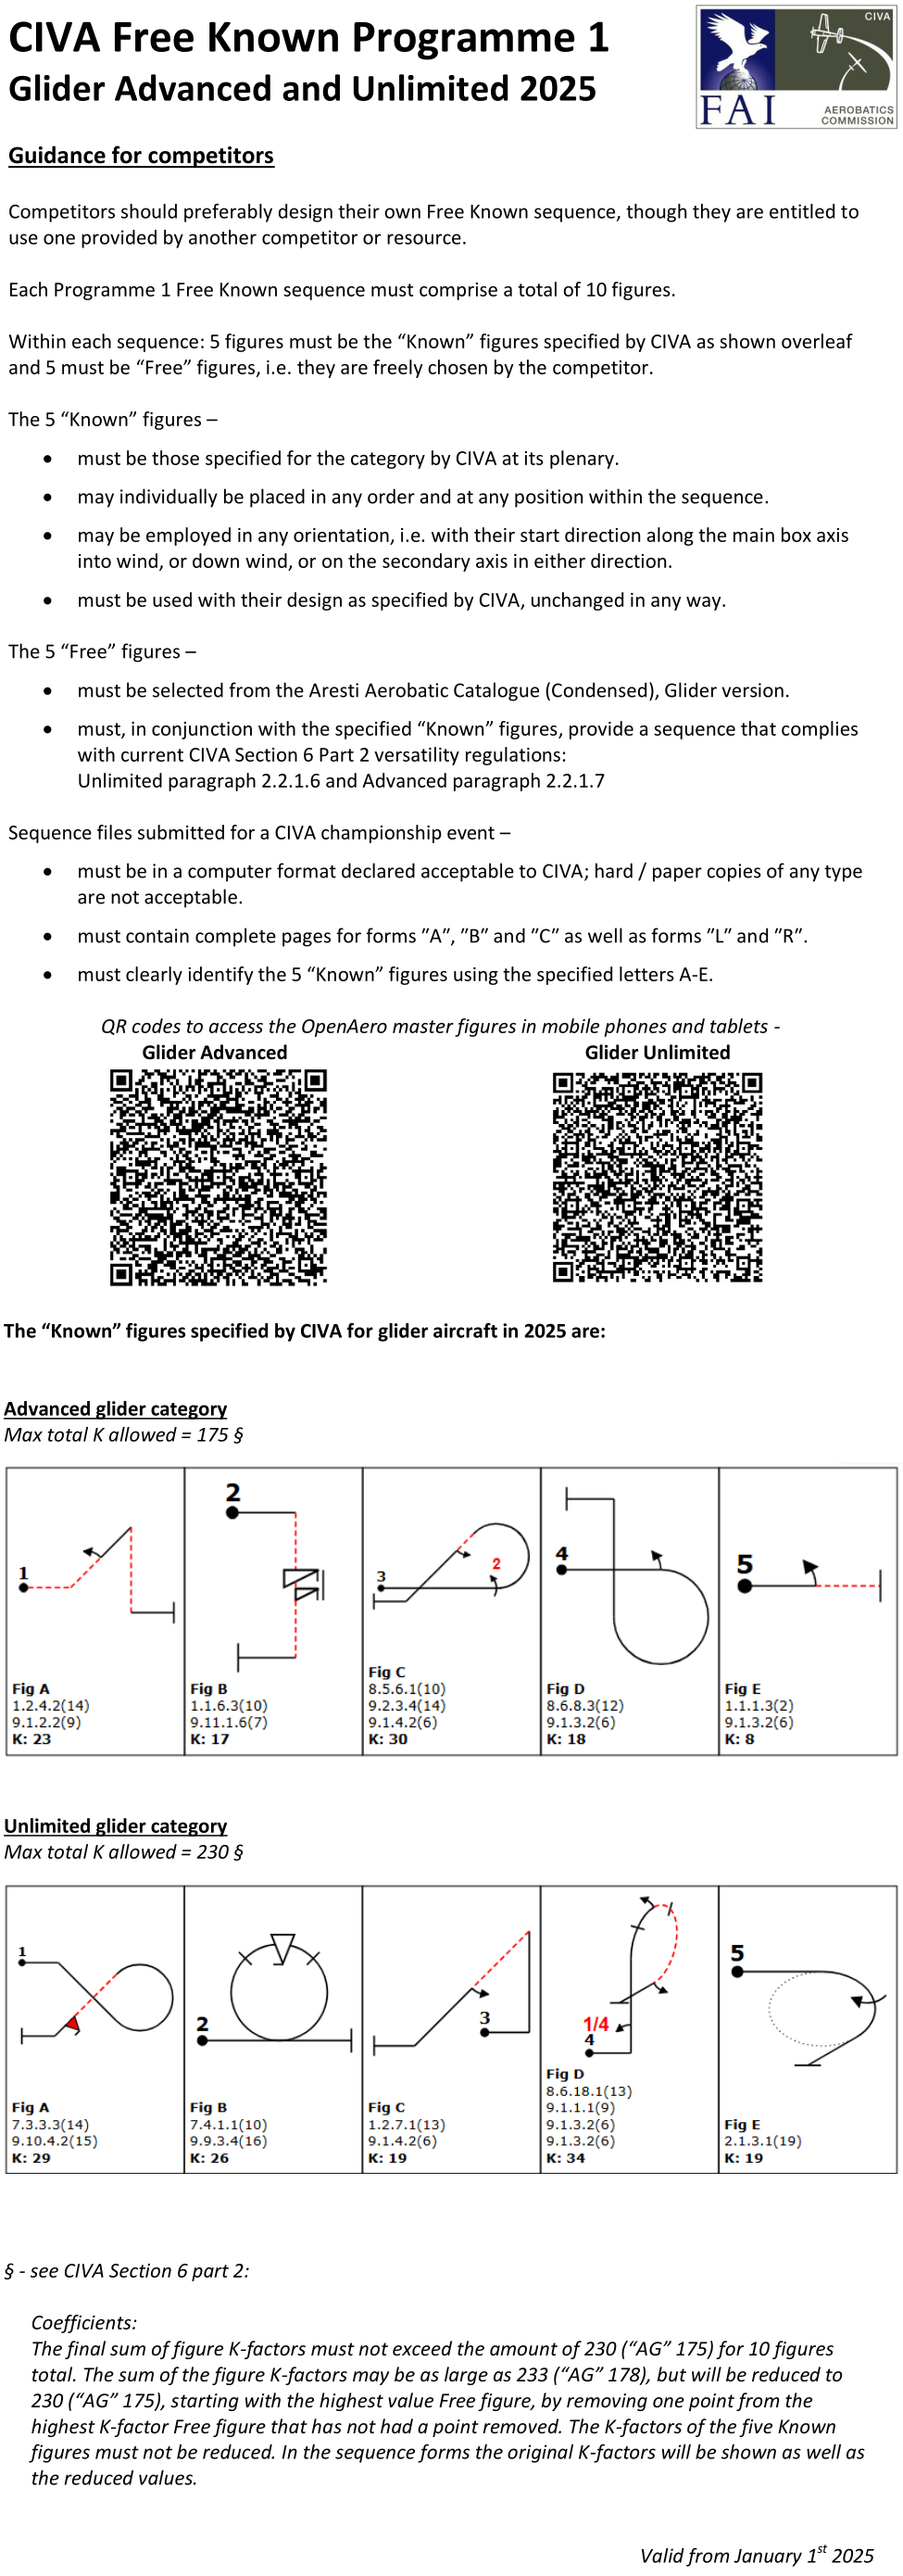 CIVA Free Known Programme 1
Glider Advanced and Unlimited 2025
CIVA
FAI
AEROBATICS
COMMISSION
Guidance for competitors
Competitors should preferably design their own Free Known sequence, though they are entitled to
use one provided by another competitor or resource.
Each Programme 1 Free Known sequence must comprise a total of 10 figures.
Within each sequence: 5 figures must be the “Known” figures specified by CIVA as shown overleaf
and 5 must be “Free” figures, i.e. they are freely chosen by the competitor.
The 5 “Known” figures –
• must be those specified for the category by CIVA at its plenary.
• may individually be placed in any order and at any position within the sequence.
• may be employed in any orientation, i.e. with their start direction along the main box axis
into wind, or down wind, or on the secondary axis in either direction.
• must be used with their design as specified by CIVA, unchanged in any way.
The 5 “Free” figures –
• must be selected from the Aresti Aerobatic Catalogue (Condensed), Glider version.
• must, in conjunction with the specified “Known” figures, provide a sequence that complies
with current CIVA Section 6 Part 2 versatility regulations:
Unlimited paragraph 2.2.1.6 and Advanced paragraph 2.2.1.7
Sequence files submitted for a CIVA championship event –
• must be in a computer format declared acceptable to CIVA; hard / paper copies of any type
are not acceptable.
• must contain complete pages for forms ”A”, ”B” and ”C” as well as forms ”L” and ”R”.
• must clearly identify the 5 “Known” figures using the specified letters A-E.
QR codes to access the OpenAero master figures in mobile phones and tablets -
Glider Advanced
Glider Unlimited
The “Known” figures specified by CIVA for glider aircraft in 2025 are:
Advanced glider category
Max total K allowed = 175 §
1
Fig A
1.2.4.2(14)
9.1.2.2(9)
K: 23
2
Fig B
1.1.6.3(10)
9.11.1.6(7)
K: 17
3
2
Fig C
8.5.6.1(10)
9.2.3.4(14)
9.1.4.2(6)
K: 30
4
Fig D
8.6.8.3(12)
9.1.3.2(6)
K: 18
5
Fig E
1.1.1.3(2)
9.1.3.2(6)
K: 8
Unlimited glider category
Max total K allowed = 230 §
1
Fig A
7.3.3.3(14)
9.10.4.2(15)
K: 29
2
Fig B
7.4.1.1(10)
9.9.3.4(16)
K: 26
3
Fig C
1.2.7.1(13)
9.1.4.2(6)
K: 19
1/4
4
Fig D
8.6.18.1(13)
9.1.1.1(9)
9.1.3.2(6)
9.1.3.2(6)
K: 34
5
Fig E
2.1.3.1(19)
K: 19
§ - see CIVA Section 6 part 2:
Coefficients:
The final sum of figure K-factors must not exceed the amount of 230 (“AG” 175) for 10 figures
total. The sum of the figure K-factors may be as large as 233 (“AG” 178), but will be reduced to
230 (“AG” 175), starting with the highest value Free figure, by removing one point from the
highest K-factor Free figure that has not had a point removed. The K-factors of the five Known
figures must not be reduced. In the sequence forms the original K-factors will be shown as well as
the reduced values.
Valid from January 1st 2025